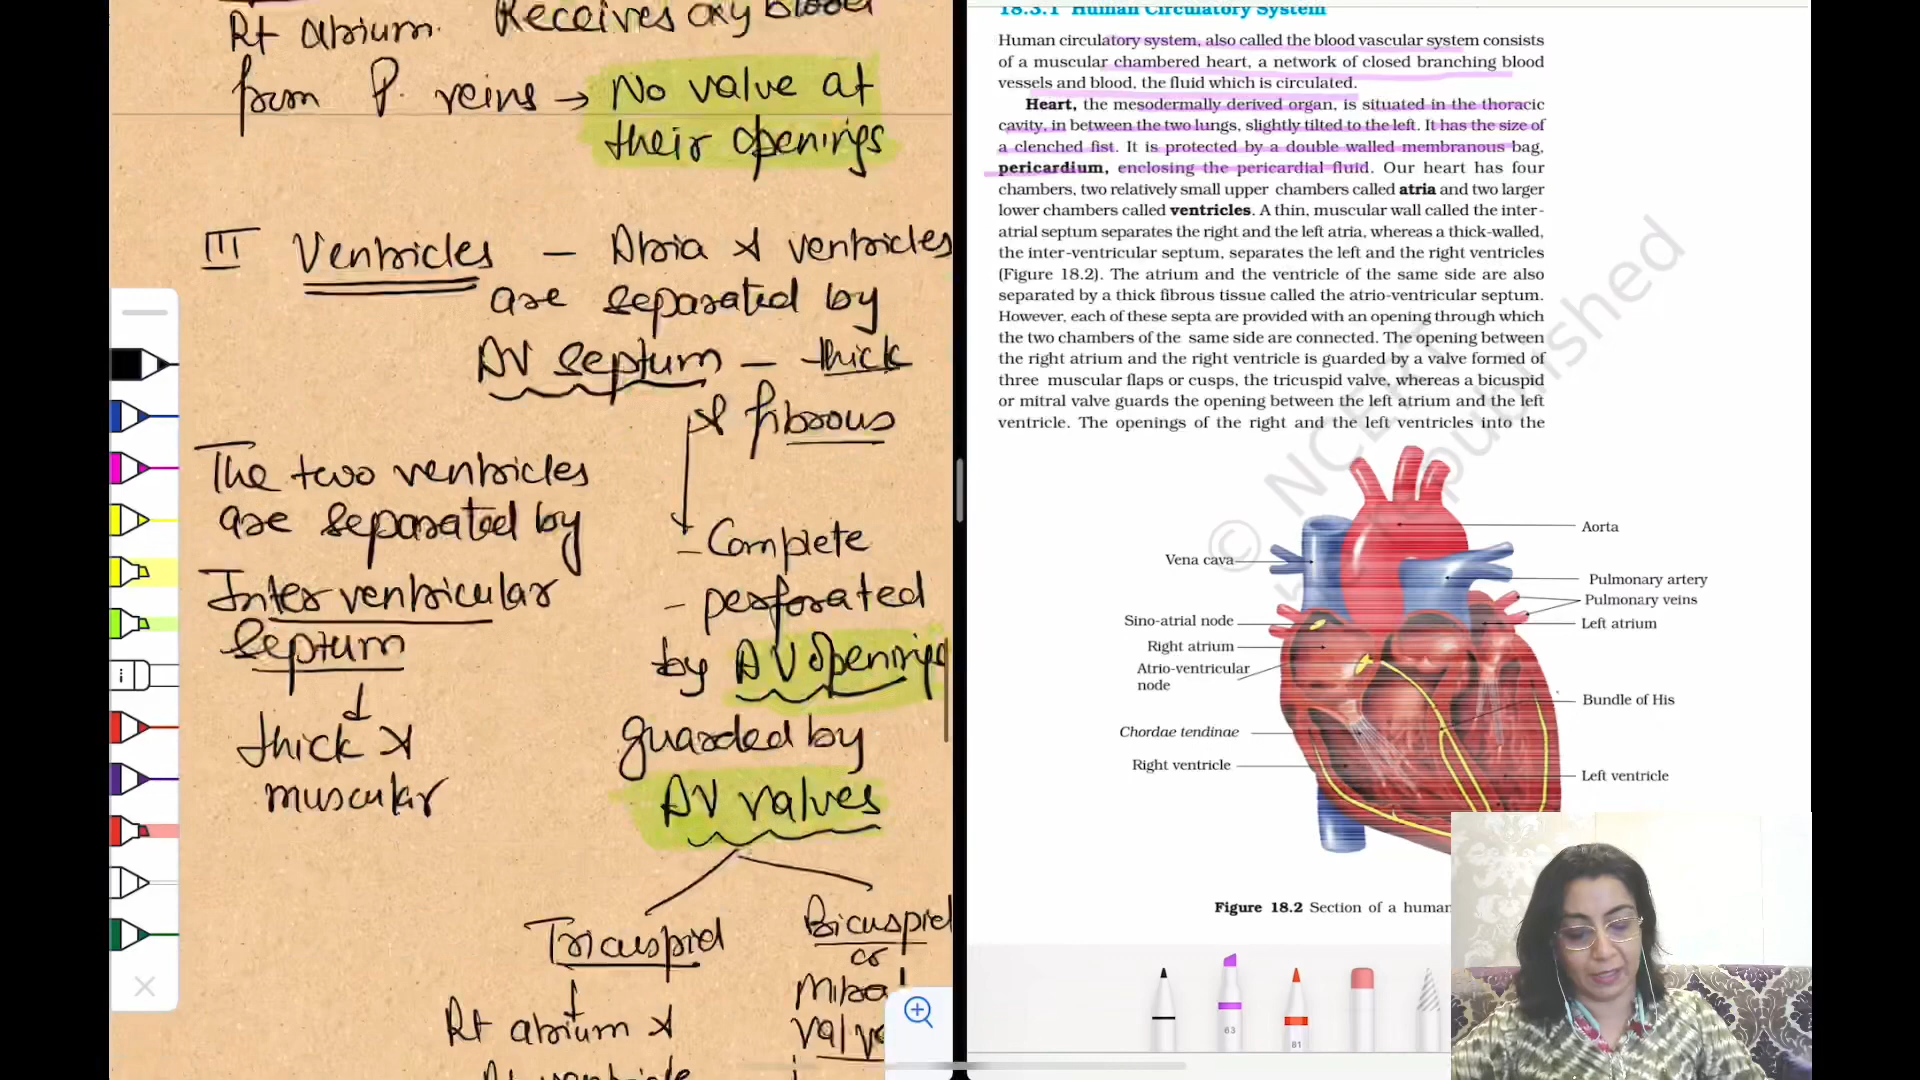 Rt atrium. Receives oxy blood
from P. veins → No valve at
their openings
III Ventricles – Atria & ventricles
are separated by
AV septum – thick
& fibrous
The two ventricles
are separated by
Interventricular
septum
thick &
muscular
– Complete
– perforated
by AV openings
guarded by
AV valves
Tricuspid
Rt atrium &
Rt ventricle
Bicuspid
or
Mitral
valve
18.3.1 Human Circulatory System
Human circulatory system, also called the blood vascular system consists
of a muscular chambered heart, a network of closed branching blood
vessels and blood, the fluid which is circulated.
Heart, the mesodermally derived organ, is situated in the thoracic
cavity, in between the two lungs, slightly tilted to the left. It has the size of
a clenched fist. It is protected by a double walled membranous bag,
pericardium, enclosing the pericardial fluid. Our heart has four
chambers, two relatively small upper chambers called atria and two larger
lower chambers called ventricles. A thin, muscular wall called the inter-
atrial septum separates the right and the left atria, whereas a thick-walled,
the inter-ventricular septum, separates the left and the right ventricles
(Figure 18.2). The atrium and the ventricle of the same side are also
separated by a thick fibrous tissue called the atrio-ventricular septum.
However, each of these septa are provided with an opening through which
the two chambers of the same side are connected. The opening between
the right atrium and the right ventricle is guarded by a valve formed of
three muscular flaps or cusps, the tricuspid valve, whereas a bicuspid
or mitral valve guards the opening between the left atrium and the left
ventricle. The openings of the right and the left ventricles into the
© NCERT
published
Aorta
Vena cava
Pulmonary artery
Pulmonary veins
Sino-atrial node
Left atrium
Right atrium
Atrio-ventricular
node
Bundle of His
Chordae tendinae
Right ventricle
Left ventricle
Figure 18.2 Section of a human
63
81